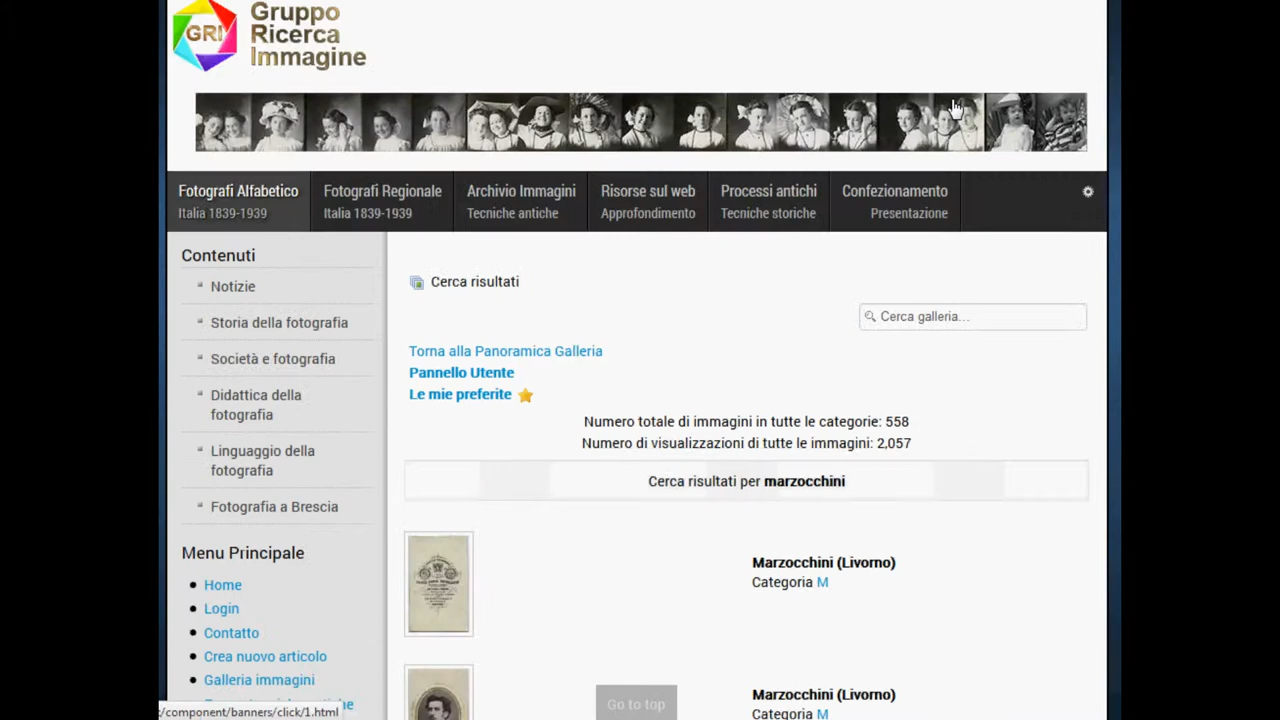 GRI
Gruppo
Ricerca
Immagine
Fotografi Alfabetico
Italia 1839-1939
Fotografi Regionale
Italia 1839-1939
Archivio Immagini
Tecniche antiche
Risorse sul web
Approfondimento
Processi antichi
Tecniche storiche
Confezionamento
Presentazione
Contenuti
Notizie
Storia della fotografia
Società e fotografia
Didattica della
fotografia
Linguaggio della
fotografia
Fotografia a Brescia
Menu Principale
Home
Login
Contatto
Crea nuovo articolo
Galleria immagini
Cerca risultati
Cerca galleria...
Torna alla Panoramica Galleria
Pannello Utente
Le mie preferite
Numero totale di immagini in tutte le categorie: 558
Numero di visualizzazioni di tutte le immagini: 2,057
Cerca risultati per marzocchini
Marzocchini (Livorno)
Categoria M
Marzocchini (Livorno)
Categoria M
Go to top
/component/banners/click/1.html